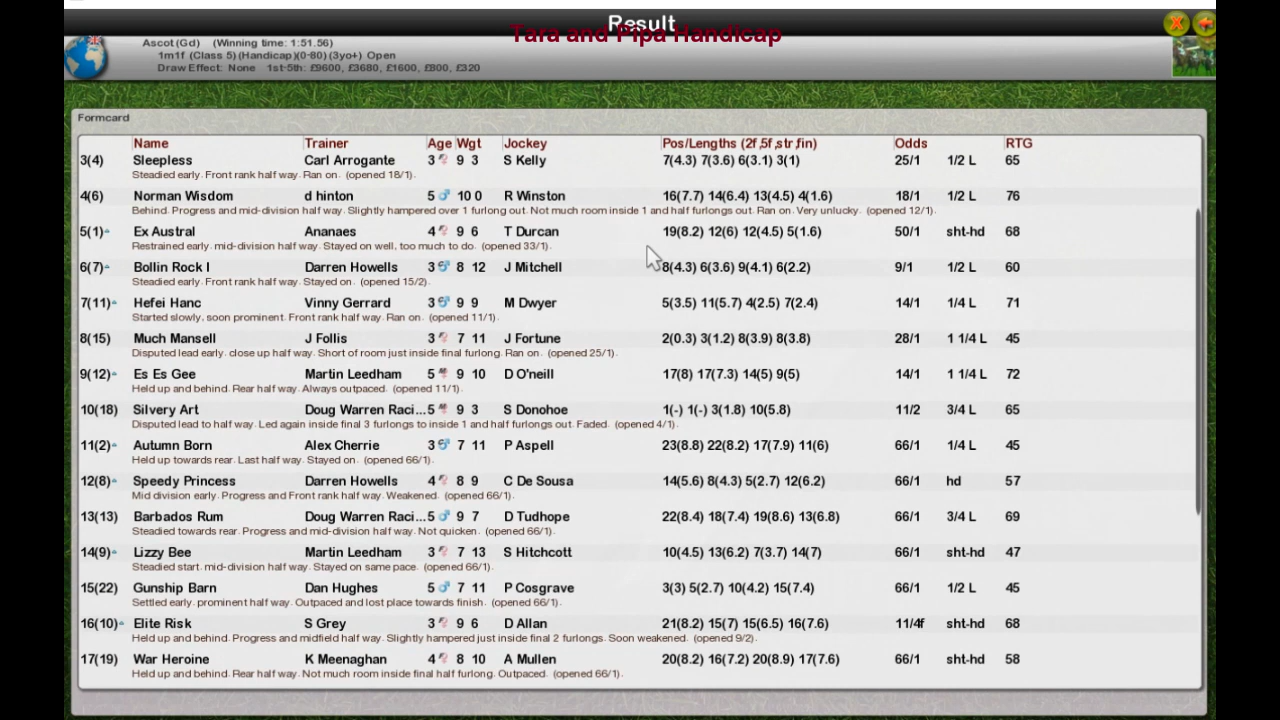 Result
Tara and Pipa Handicap
Ascot(Gd) (Winning time: 1:51.56)
1m1f (Class 5)(Handicap)(0-80)(3yo+) Open
Draw Effect: None 1st-5th: £9600, £3680, £1600, £800, £320
Formcard
Name Trainer Age Wgt Jockey Pos/Lengths (2f,5f,str,fin) Odds RTG
3(4) Sleepless Carl Arrogante 3 9 3 S Kelly 7(4.3) 7(3.6) 6(3.1) 3(1) 25/1 1/2 L 65
Steadied early. Front rank half way. Ran on. (opened 18/1).
4(6) Norman Wisdom d hinton 5 10 0 R Winston 16(7.7) 14(6.4) 13(4.5) 4(1.6) 18/1 1/2 L 76
Behind. Progress and mid-division half way. Slightly hampered over 1 furlong out. Not much room inside 1 and half furlongs out. Ran on. Very unlucky. (opened 12/1).
5(1) Ex Austral Ananaes 4 9 6 T Durcan 19(8.2) 12(6) 12(4.5) 5(1.6) 50/1 sht-hd 68
Restrained early. mid-division half way. Stayed on well, too much to do. (opened 33/1).
6(7) Bollin Rock I Darren Howells 3 8 12 J Mitchell 8(4.3) 6(3.6) 9(4.1) 6(2.2) 9/1 1/2 L 60
Steadied early. Front rank half way. Stayed on. (opened 15/2).
7(11) Hefei Hanc Vinny Gerrard 3 9 9 M Dwyer 5(3.5) 11(5.7) 4(2.5) 7(2.4) 14/1 1/4 L 71
Started slowly, soon prominent. Front rank half way. Ran on. (opened 11/1).
8(15) Much Mansell J Follis 3 7 11 J Fortune 2(0.3) 3(1.2) 8(3.9) 8(3.8) 28/1 1 1/4 L 45
Disputed lead early. close up half way. Short of room just inside final furlong. Ran on. (opened 25/1).
9(12) Es Es Gee Martin Leedham 5 9 10 D O'neill 17(8) 17(7.3) 14(5) 9(5) 14/1 1 1/4 L 72
Held up and behind. Rear half way. Always outpaced. (opened 11/1).
10(18) Silvery Art Doug Warren Raci... 5 9 3 S Donohoe 1(-) 1(-) 3(1.8) 10(5.8) 11/2 3/4 L 65
Disputed lead to half way. Led again inside final 3 furlongs to inside 1 and half furlongs out. Faded. (opened 4/1).
11(2) Autumn Born Alex Cherrie 3 7 11 P Aspell 23(8.8) 22(8.2) 17(7.9) 11(6) 66/1 1/4 L 45
Held up towards rear. Last half way. Stayed on. (opened 66/1).
12(8) Speedy Princess Darren Howells 4 8 9 C De Sousa 14(5.6) 8(4.3) 5(2.7) 12(6.2) 66/1 hd 57
Mid division early. Progress and Front rank half way. Weakened. (opened 66/1).
13(13) Barbados Rum Doug Warren Raci... 5 9 7 D Tudhope 22(8.4) 18(7.4) 19(8.6) 13(6.8) 66/1 3/4 L 69
Steadied towards rear. Progress and mid-division half way. Not quicken. (opened 66/1).
14(9) Lizzy Bee Martin Leedham 3 7 13 S Hitchcott 10(4.5) 13(6.2) 7(3.7) 14(7) 66/1 sht-hd 47
Steadied start. mid-division half way. Stayed on same pace. (opened 66/1).
15(22) Gunship Barn Dan Hughes 5 7 11 P Cosgrave 3(3) 5(2.7) 10(4.2) 15(7.4) 66/1 1/2 L 45
Settled early. prominent half way. Outpaced and lost place towards finish. (opened 66/1).
16(10) Elite Risk S Grey 3 9 6 D Allan 21(8.2) 15(7) 15(6.5) 16(7.6) 11/4f sht-hd 68
Held up and behind. Progress and midfield half way. Slightly hampered just inside final 2 furlongs. Soon weakened. (opened 9/2).
17(19) War Heroine K Meenaghan 4 8 10 A Mullen 20(8.2) 16(7.2) 20(8.9) 17(7.6) 66/1 sht-hd 58
Held up and behind. Rear half way. Not much room inside final half furlong. Outpaced. (opened 66/1).